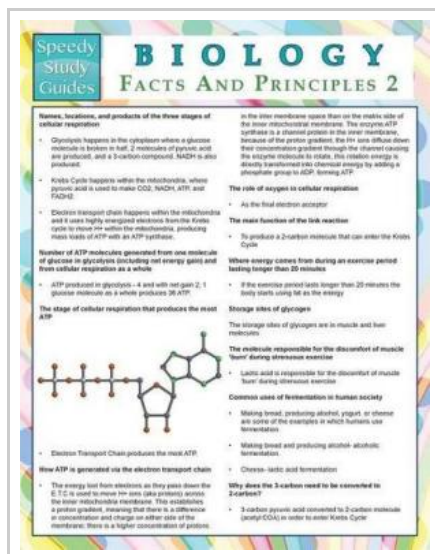 Speedy
Study
Guides
BIOLOGY
FACTS AND PRINCIPLES 2
Names, locations, and products of the three stages of
cellular respiration
• Glycolysis happens in the cytoplasm where a glucose
molecule is broken in half, 2 molecules of pyruvic acid
are produced, and a 3-carbon compound. NADH is also
produced.
• Krebs Cycle happens within the mitochondria, where
pyruvic acid is used to make CO2, NADH, ATP, and
FADH2
• Electron transport chain happens within the mitochondria
and it uses highly energized electrons from the Krebs
cycle to move H+ within the mitochondria, producing
mass loads of ATP with an ATP synthase.
Number of ATP molecules generated from one molecule
of glucose in glycolysis (including net energy gain) and
from cellular respiration as a whole
• ATP produced in glycolysis - 4 and with net gain 2, 1
glucose molecule as a whole produces 36 ATP.
The stage of cellular respiration that produces the most
ATP
• Electron Transport Chain produces the most ATP.
How ATP is generated via the electron transport chain
• The energy lost from electrons as they pass down the
E.T.C is used to move H+ ions (aka protons) across
the inner mitochondria membrane. This establishes
a proton gradient, meaning that there is a difference
in concentration and charge on either side of the
membrane; there is a higher concentration of protons
in the inter membrane space than on the matrix side of
the inner mitochondrial membrane. The enzyme ATP
synthase is a channel protein in the inner membrane,
because of the proton gradient, the H+ ions diffuse down
their concentration gradient through the channel causing
the enzyme molecule to rotate, this rotation energy is
directly transformed into chemical energy by adding a
phosphate group to ADP, forming ATP
The role of oxygen in cellular respiration
• As the final electron acceptor
The main function of the link reaction
• To produce a 2-carbon molecule that can enter the Krebs
Cycle
Where energy comes from during an exercise period
lasting longer than 20 minutes
• If the exercise period lasts longer than 20 minutes the
body starts using fat as the energy
Storage sites of glycogen
The storage sites of glycogen are in muscle and liver
molecules
The molecule responsible for the discomfort of muscle
'burn' during strenuous exercise
• Lactic acid is responsible for the discomfort of muscle
'burn' during strenuous exercise
Common uses of fermentation in human society
• Making bread, producing alcohol, yogurt, or cheese
are some of the examples in which humans use
fermentation
• Making bread and producing alcohol- alcoholic
fermentation
• Cheese- lactic acid fermentation
Why does the 3-carbon need to be converted to
2-carbon?
• 3-carbon pyruvic acid converted to 2-carbon molecule
(acetyl COA) in order to enter Krebs Cycle